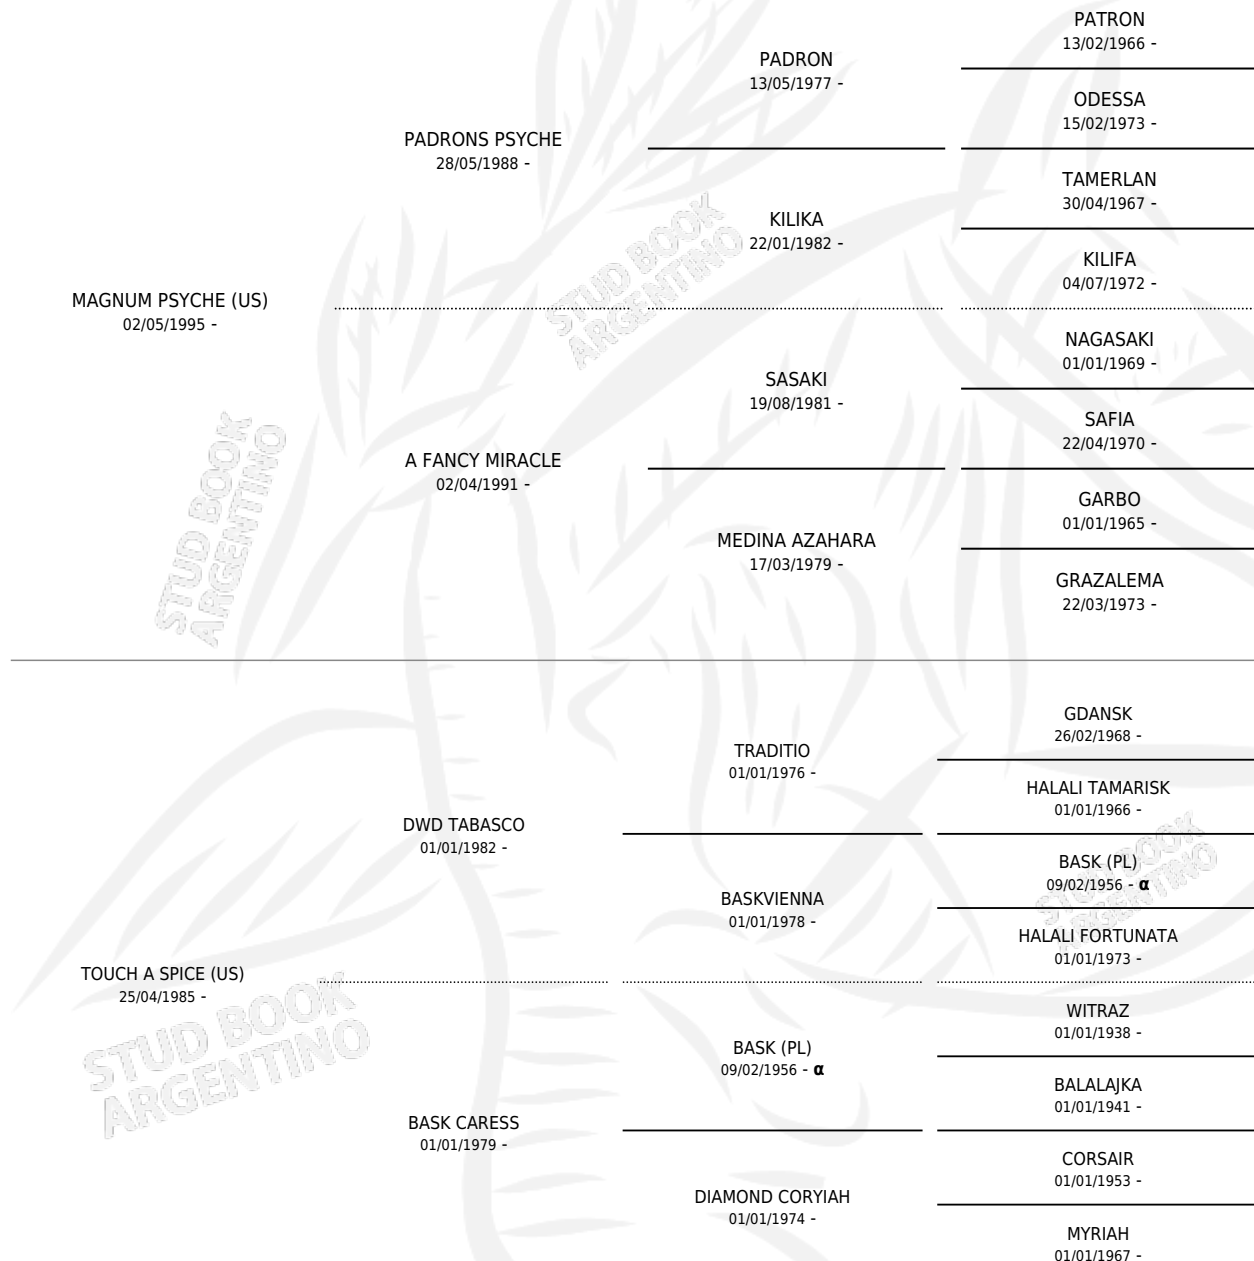 PATRON
13/02/1966 -
PADRON
13/05/1977 -
ODESSA
15/02/1973 -
PADRONS PSYCHE
28/05/1988 -
TAMERLAN
30/04/1967 -
KILIKA
22/01/1982 -
KILIFA
04/07/1972 -
MAGNUM PSYCHE (US)
02/05/1995 -
NAGASAKI
01/01/1969 -
SASAKI
19/08/1981 -
SAFIA
22/04/1970 -
A FANCY MIRACLE
02/04/1991 -
GARBO
01/01/1965 -
MEDINA AZAHARA
17/03/1979 -
GRAZALEMA
22/03/1973 -
STUD BOOK
ARGENTINO
STUD BOOK
ARGENTINO
GDANSK
26/02/1968 -
TRADITIO
01/01/1976 -
HALALI TAMARISK
01/01/1966 -
DWD TABASCO
01/01/1982 -
BASK (PL)
09/02/1956 - α
BASKVIENNA
01/01/1978 -
HALALI FORTUNATA
01/01/1973 -
TOUCH A SPICE (US)
25/04/1985 -
WITRAZ
01/01/1938 -
BASK (PL)
09/02/1956 - α
BALALAJKA
01/01/1941 -
BASK CARESS
01/01/1979 -
CORSAIR
01/01/1953 -
DIAMOND CORYIAH
01/01/1974 -
MYRIAH
01/01/1967 -
STUD BOOK
ARGENTINO
STUD BOOK
ARGENTINO